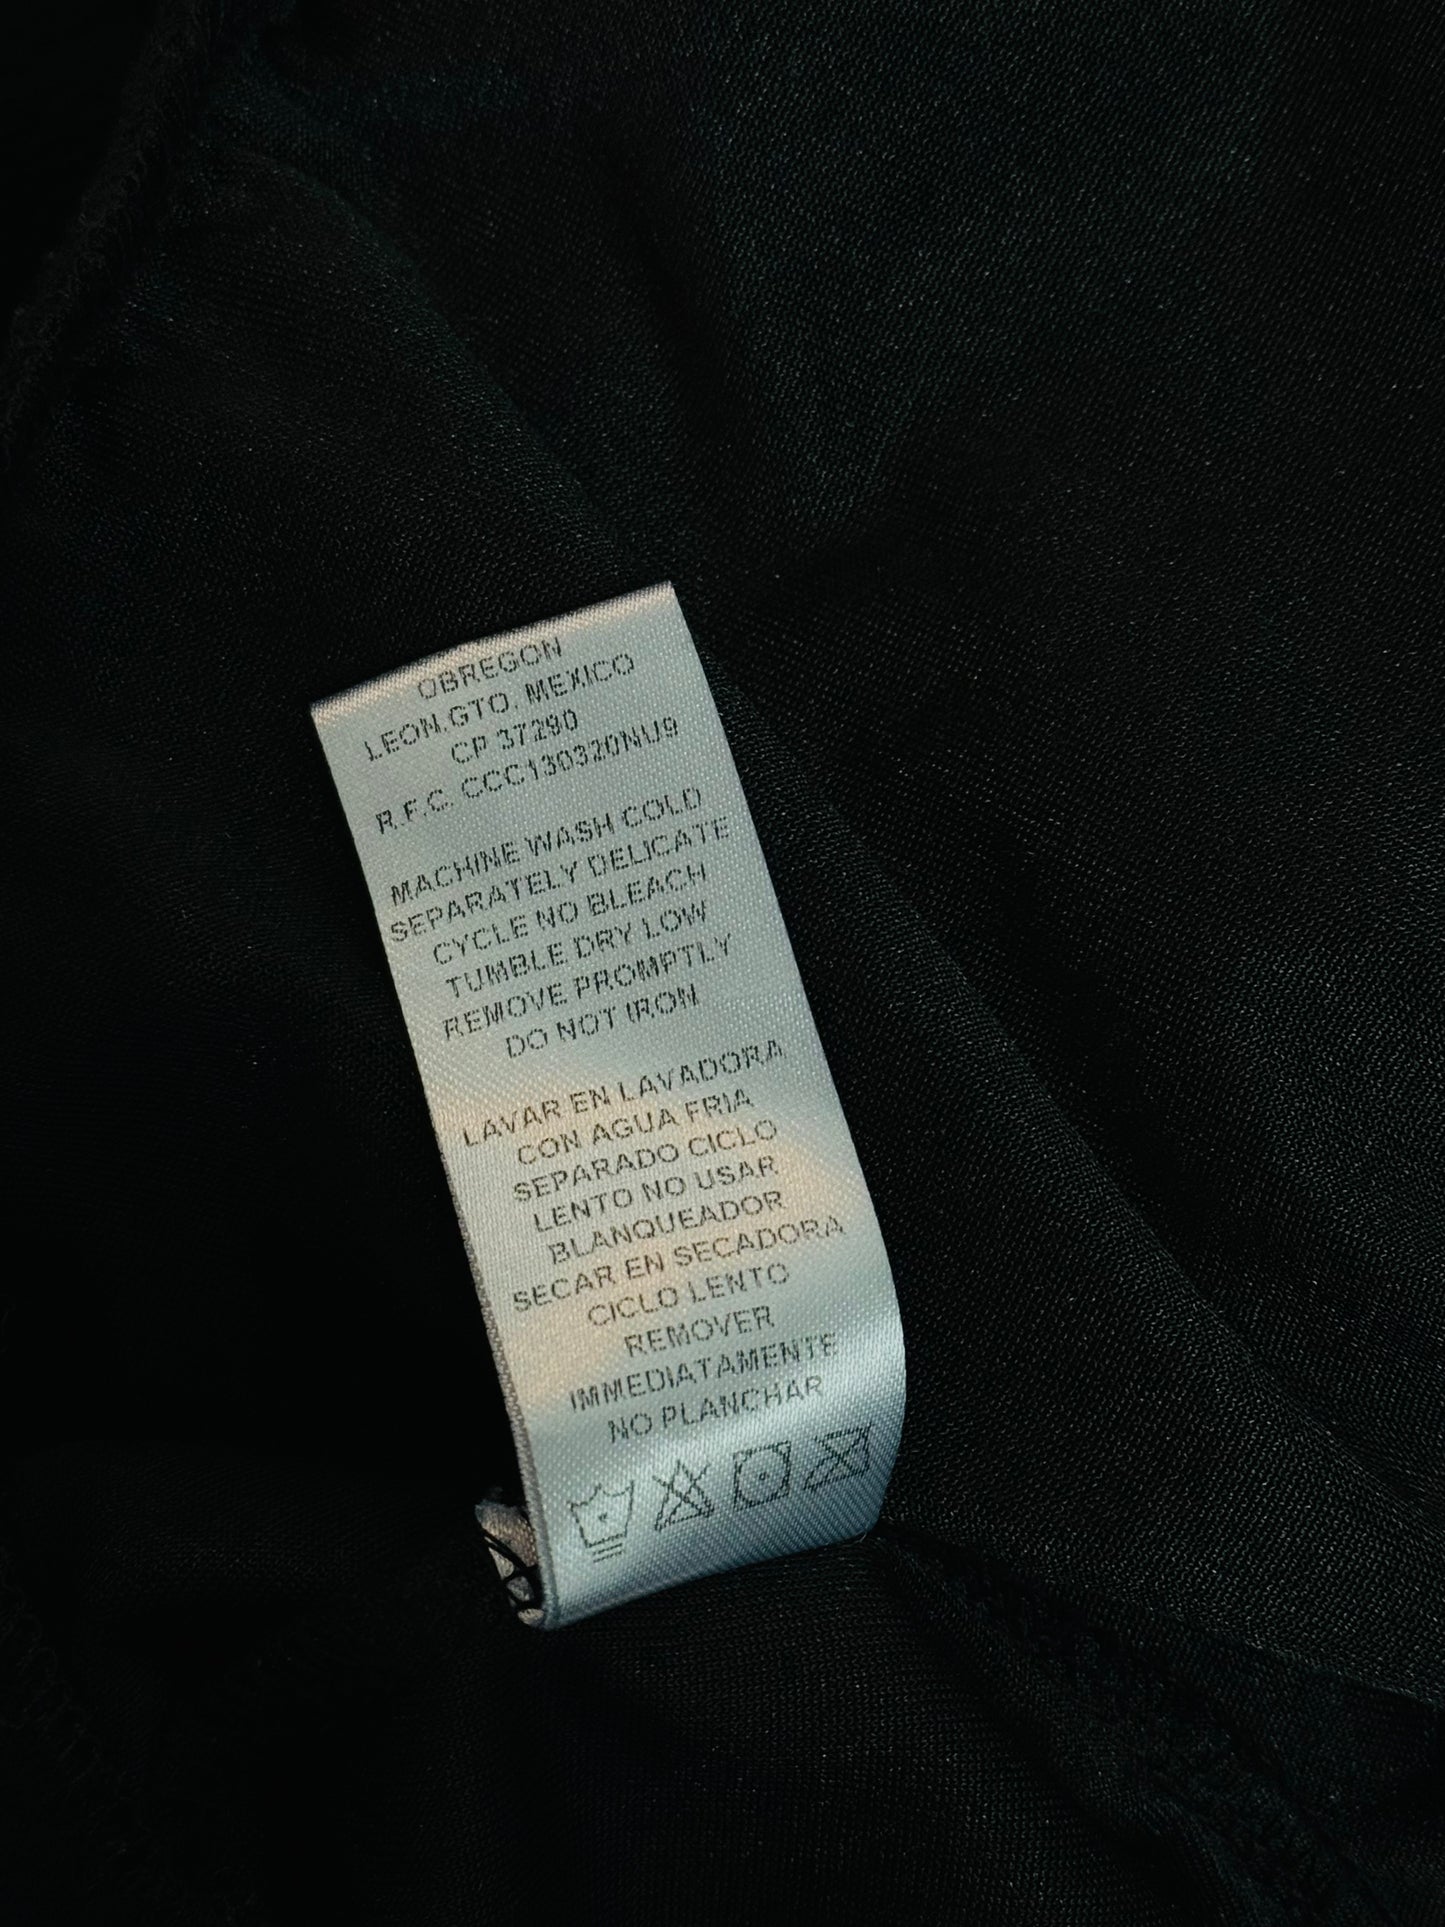 OBREGON
LEON.GTO. MEXICO
CP 37290
R.F.C. CCC130320NU9
MACHINE WASH COLD
SEPARATELY DELICATE
CYCLE NO BLEACH
TUMBLE DRY LOW
REMOVE PROMPTLY
DO NOT IRON
LAVAR EN LAVADORA
CON AGUA FRIA
SEPARADO CICLO
LENTO NO USAR
BLANQUEADOR
SECAR EN SECADORA
CICLO LENTO
REMOVER
IMMEDIATAMENTE
NO PLANCHAR